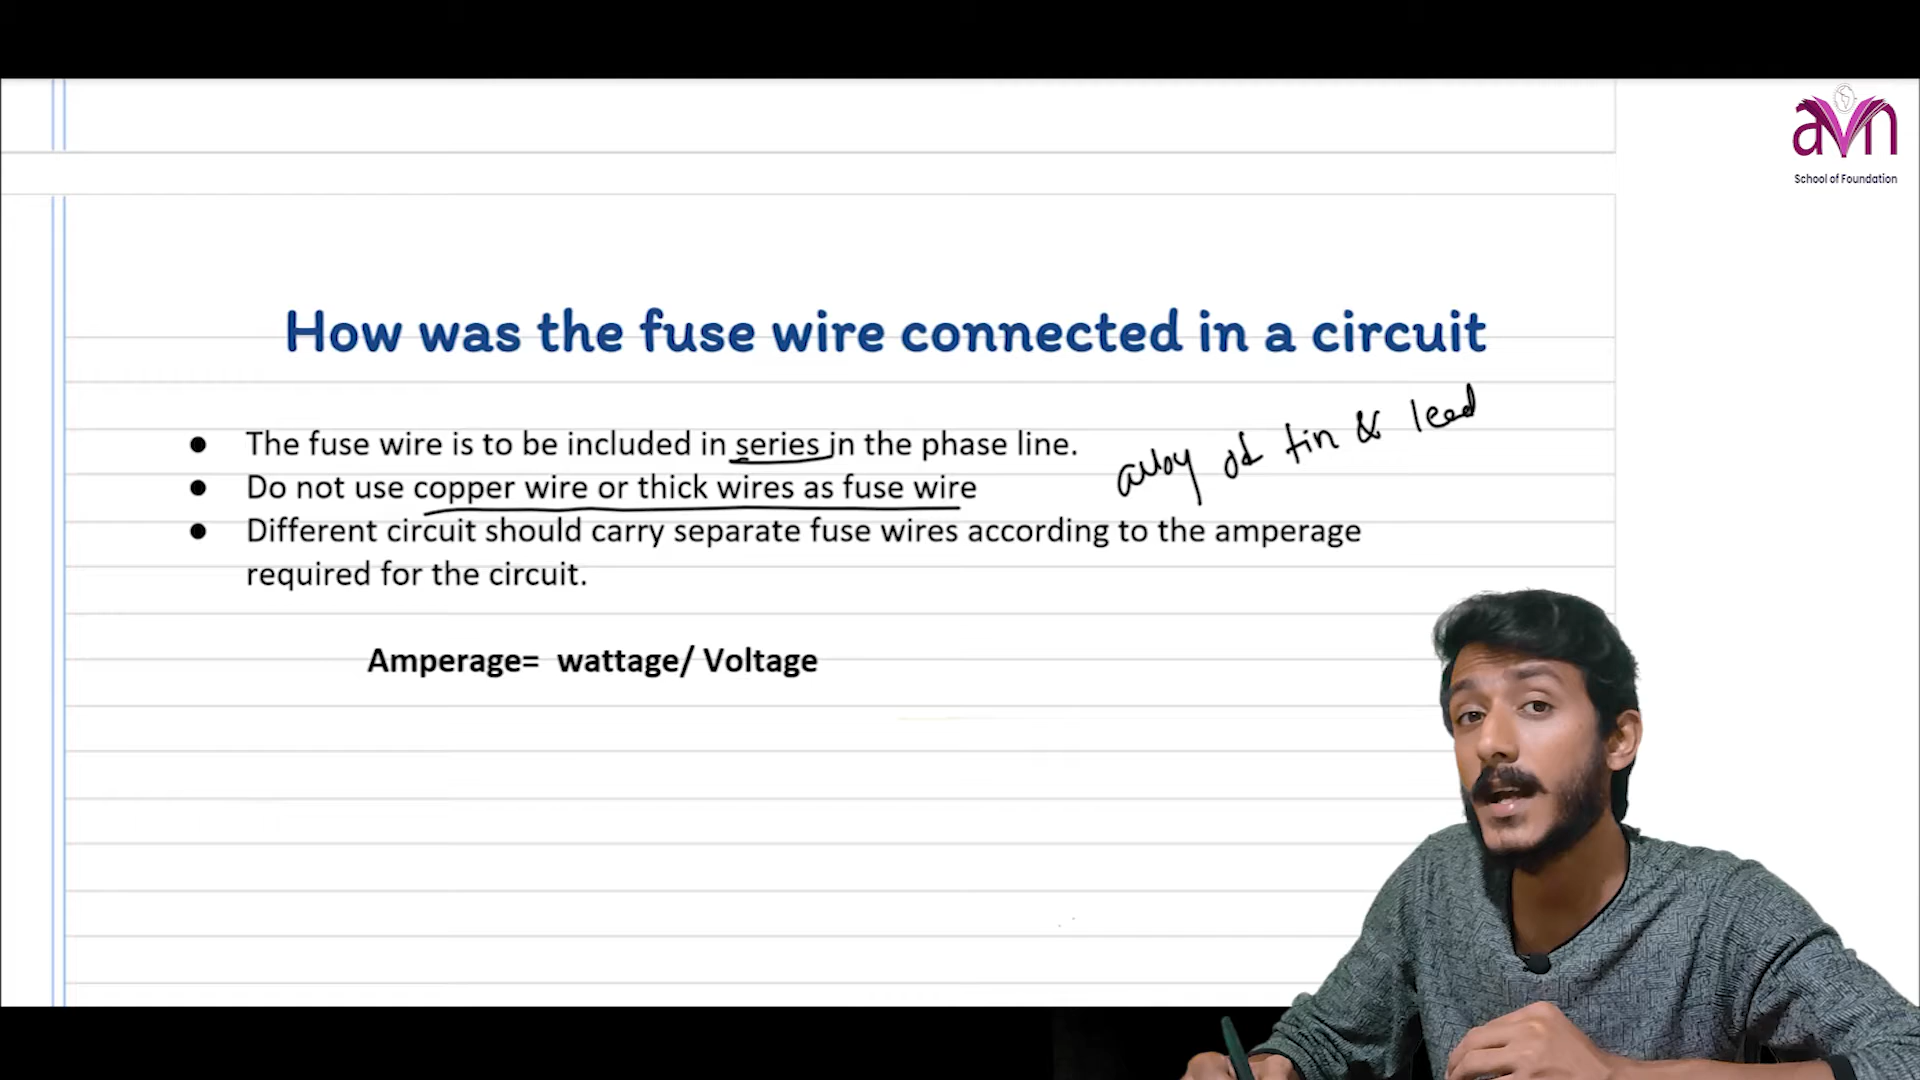 avn
School of Foundation
How was the fuse wire connected in a circuit
● The fuse wire is to be included in series in the phase line.
alloy of tin & lead
● Do not use copper wire or thick wires as fuse wire
● Different circuit should carry separate fuse wires according to the amperage
required for the circuit.
Amperage= wattage/ Voltage